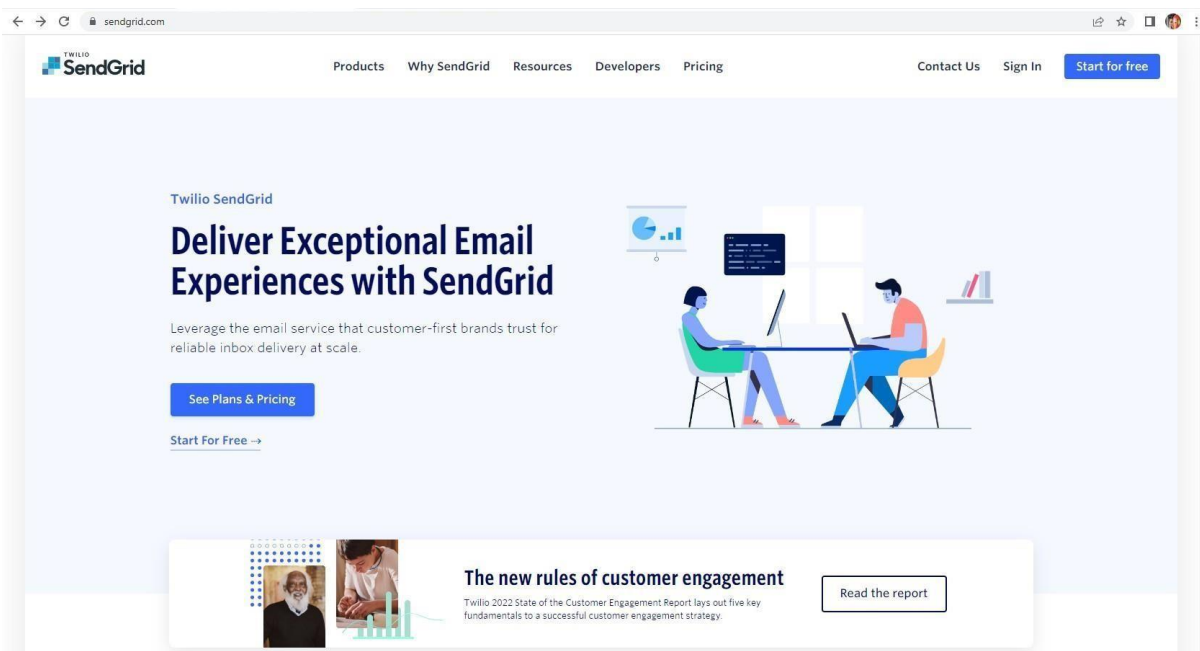 sendgrid.com
TWILIO
SendGrid
Products Why SendGrid Resources Developers Pricing Contact Us Sign In Start for free
Twilio SendGrid
Deliver Exceptional Email
Experiences with SendGrid
Leverage the email service that customer-first brands trust for
reliable inbox delivery at scale.
See Plans & Pricing
Start For Free →
The new rules of customer engagement
Twilio 2022 State of the Customer Engagement Report lays out five key
fundamentals to a successful customer engagement strategy.
Read the report